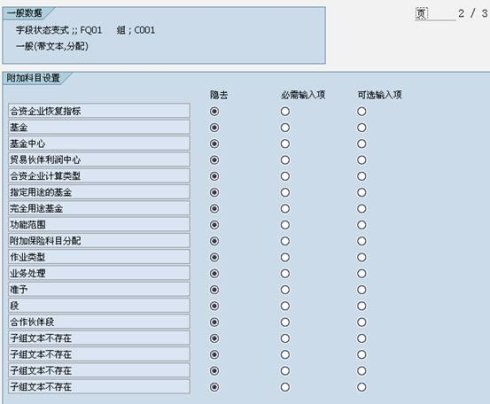 一般数据
页 2 / 3
字段状态变式 ;; FQ01 组 ; C001
一般(带文本,分配)
附加科目设置
隐去 必需输入项 可选输入项
合资企业恢复指标
基金
基金中心
贸易伙伴利润中心
合资企业计算类型
指定用途的基金
完全用途基金
功能范围
附加保险科目分配
作业类型
业务处理
准予
段
合作伙伴段
子组文本不存在
子组文本不存在
子组文本不存在
子组文本不存在